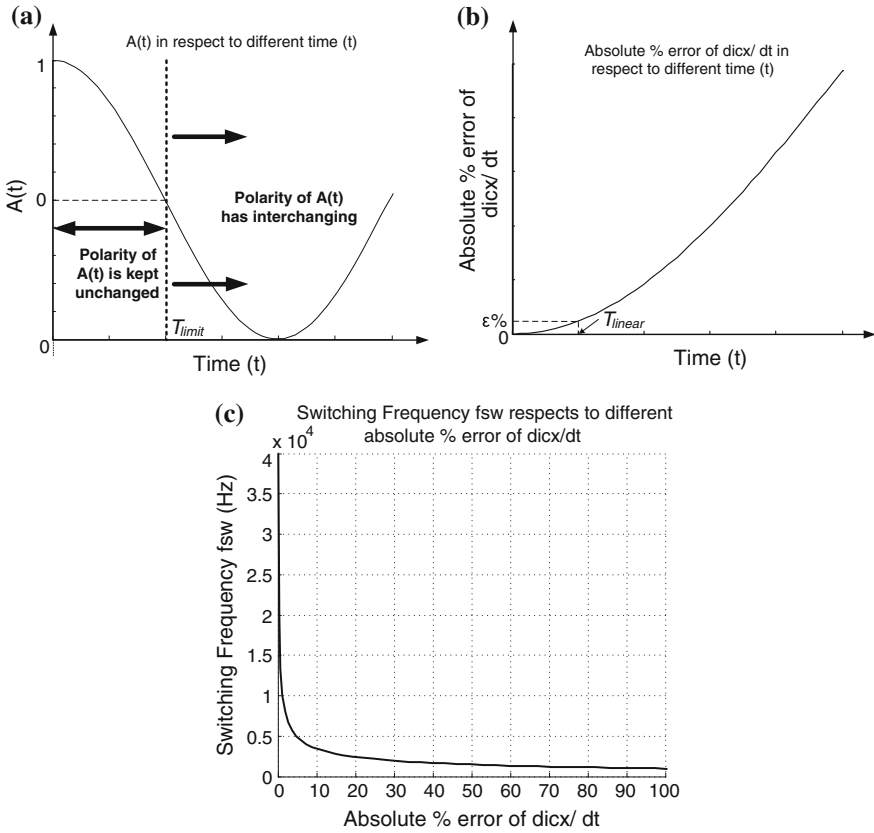 (a)
A(t) in respect to different time (t)
1
0
0
A(t)
Polarity of A(t)
has interchanging
Polarity of
A(t) is kept
unchanged
Tlimit
Time (t)
(b)
Absolute % error of dicx/ dt in
respect to different time (t)
Absolute % error of
dicx/ dt
ε%
0
Tlinear
Time (t)
(c)
Switching Frequency fsw respects to different
absolute % error of dicx/dt
x 10^4
4
3.5
3
2.5
2
1.5
1
0.5
0
Switching Frequency fsw (Hz)
0 10 20 30 40 50 60 70 80 90 100
Absolute % error of dicx/ dt